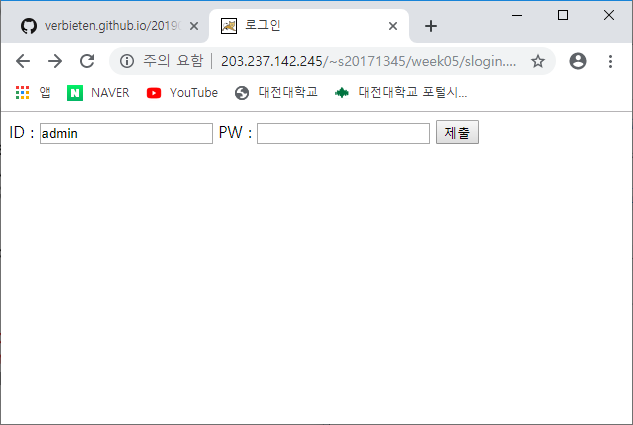 verbieten.github.io/2019 로그인
주의 요함 203.237.142.245/~s20171345/week05/slogin....
앱 NAVER YouTube 대전대학교 대전대학교 포털시...
ID : admin PW : 제출